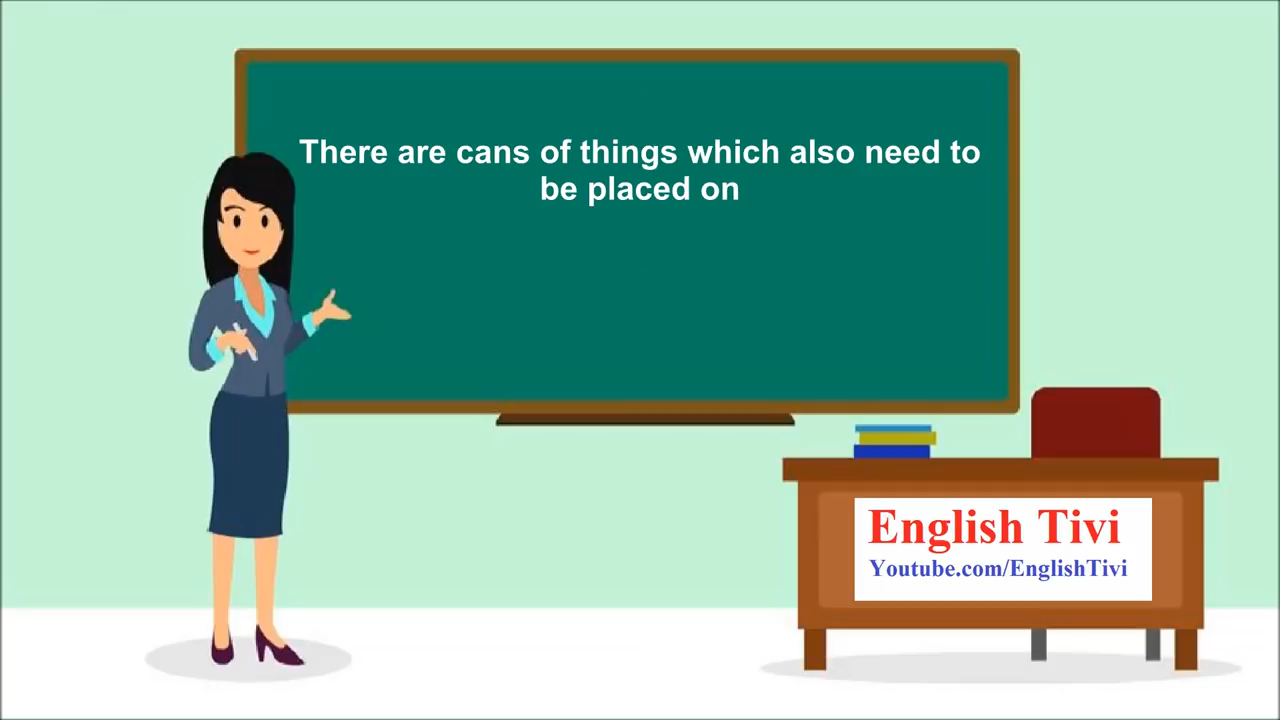 There are cans of things which also need to
be placed on
English Tivi
Youtube.com/EnglishTivi